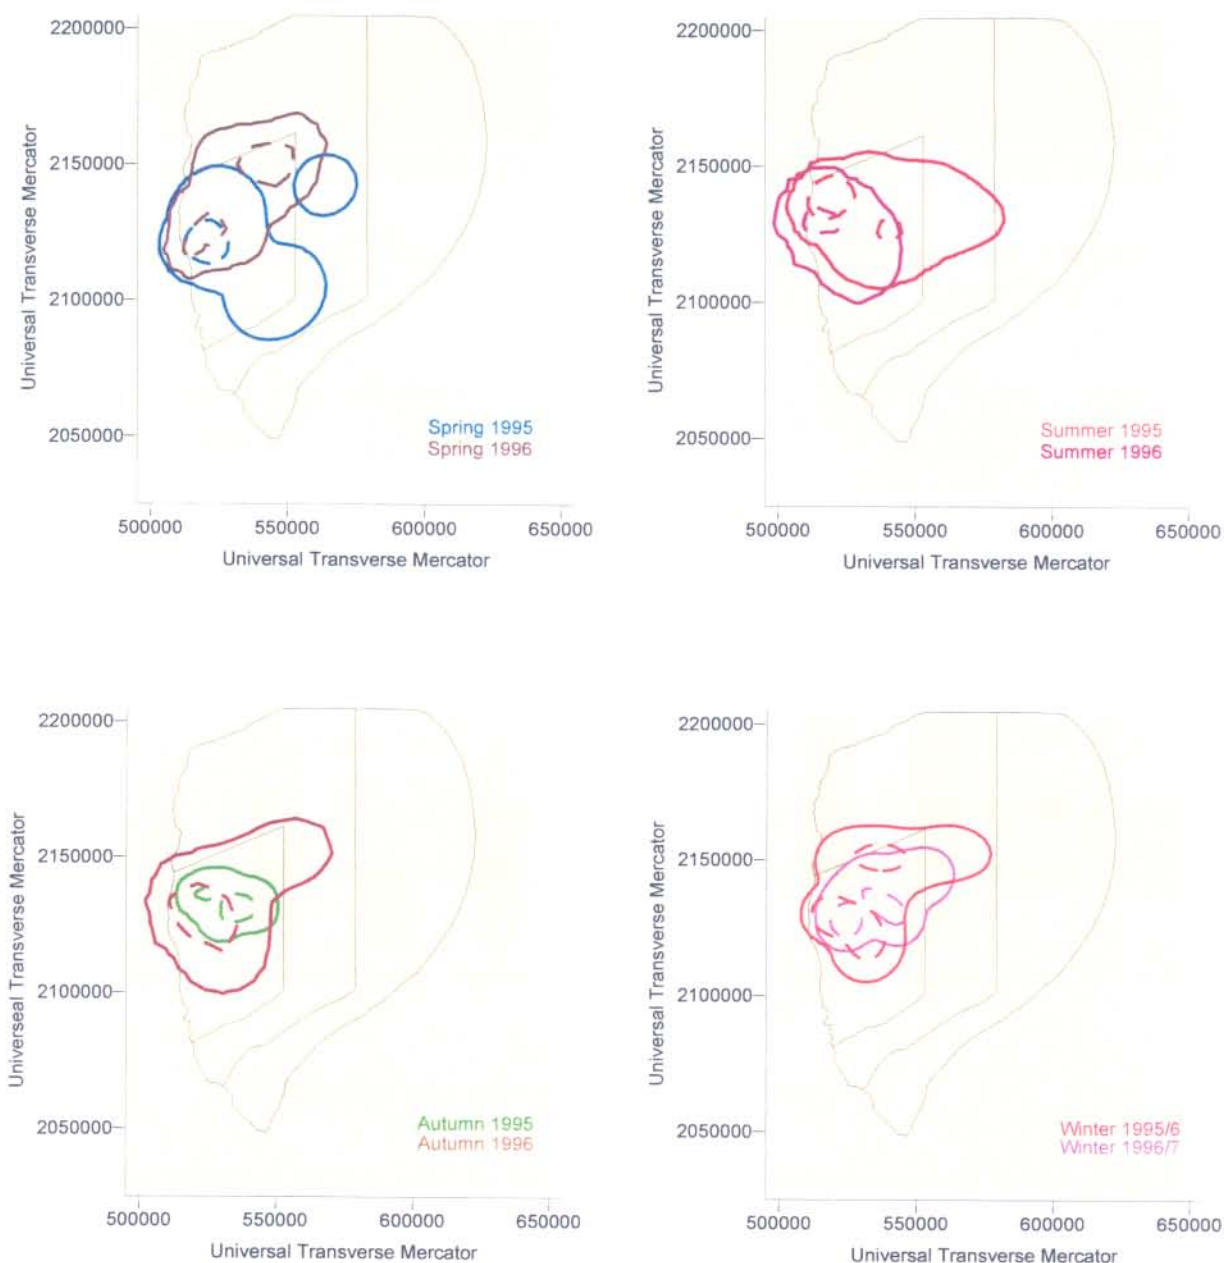 2200000
2150000
2100000
2050000
Universal Transverse Mercator
500000 550000 600000 650000
Universal Transverse Mercator
Spring 1995
Spring 1996
2200000
2150000
2100000
2050000
Universal Transverse Mercator
500000 550000 600000 650000
Universal Transverse Mercator
Summer 1995
Summer 1996
2200000
2150000
2100000
2050000
Universeal Transverse Mercator
500000 550000 600000 650000
Universal Transverse Mercator
Autumn 1995
Autumn 1996
2200000
2150000
2100000
2050000
Universal Transverse Mercator
500000 550000 600000 650000
Universal Transverse Mercator
Winter 1995/6
Winter 1996/7